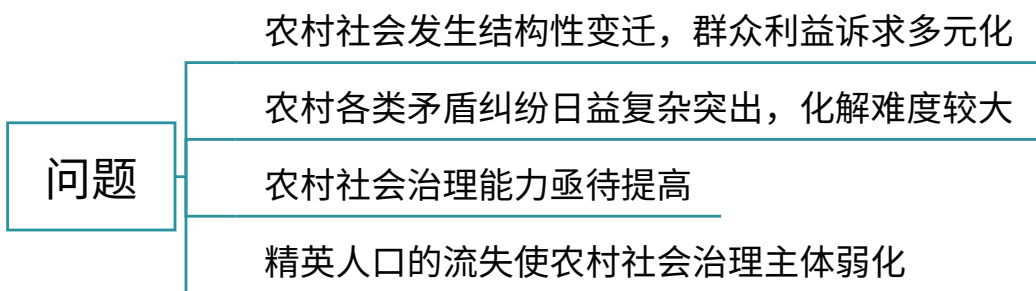 农村社会发生结构性变迁，群众利益诉求多元化
农村各类矛盾纠纷日益复杂突出，化解难度较大
问题
农村社会治理能力亟待提高
精英人口的流失使农村社会治理主体弱化